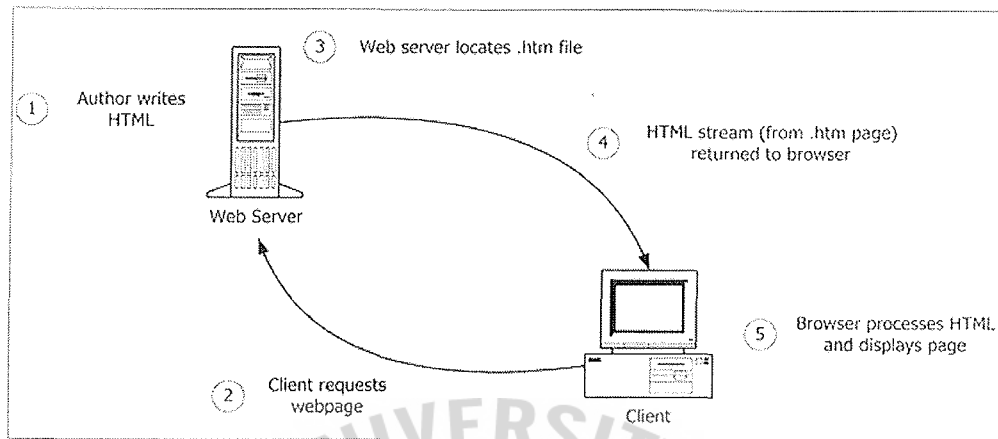 3 Web server locates .htm file
1 Author writes
HTML
4 HTML stream (from .htm page)
returned to browser
Web Server
5 Browser processes HTML
and displays page
2 Client requests
webpage
Client
UNIVERSIT